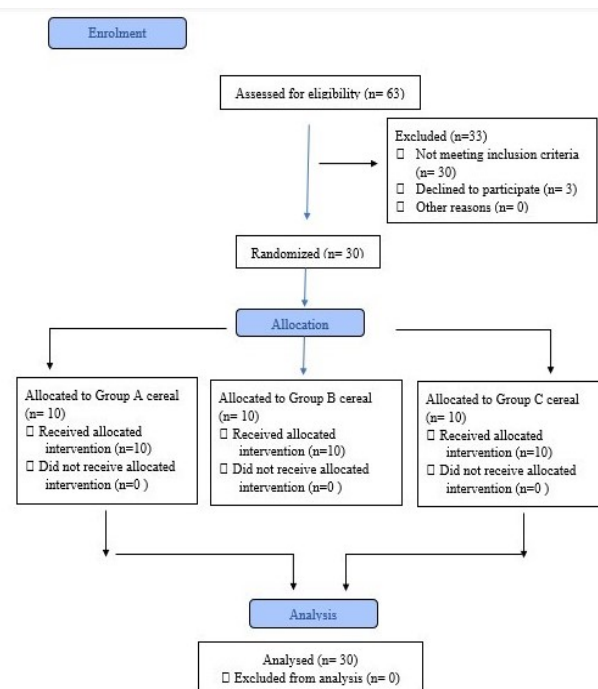 Enrolment
Assessed for eligibility (n= 63)
Excluded (n=33)
▯ Not meeting inclusion criteria
(n= 30)
▯ Declined to participate (n= 3)
▯ Other reasons (n= 0)
Randomized (n= 30)
Allocation
Allocated to Group A cereal
(n= 10)
▯ Received allocated
intervention (n=10)
▯ Did not receive allocated
intervention (n=0 )
Allocated to Group B cereal
(n= 10)
▯ Received allocated
intervention (n=10)
▯ Did not receive allocated
intervention (n=0 )
Allocated to Group C cereal
(n= 10)
▯ Received allocated
intervention (n=10)
▯ Did not receive allocated
intervention (n=0 )
Analysis
Analysed (n= 30)
▯ Excluded from analysis (n= 0)